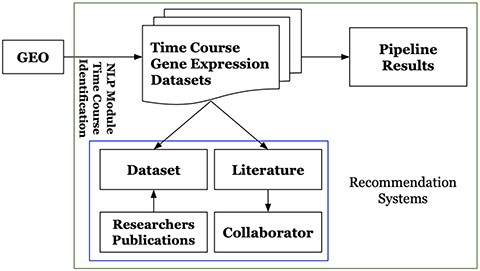 GEO
NLP Module
Time Course
Identification
Time Course
Gene Expression
Datasets
Pipeline
Results
Dataset
Literature
Researchers
Publications
Collaborator
Recommendation
Systems